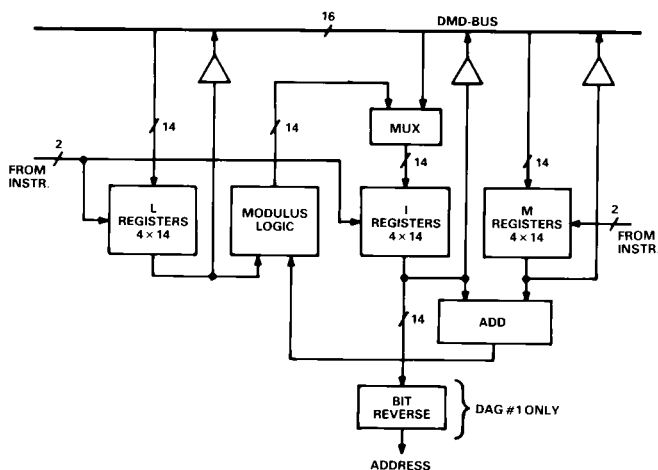 16
DMD-BUS
14
14
14
14
MUX
2
FROM
INSTR.
L
REGISTERS
4 × 14
MODULUS
LOGIC
I
REGISTERS
4 × 14
M
REGISTERS
4 × 14
2
FROM
INSTR.
14
ADD
BIT
REVERSE
DAG #1 ONLY
ADDRESS